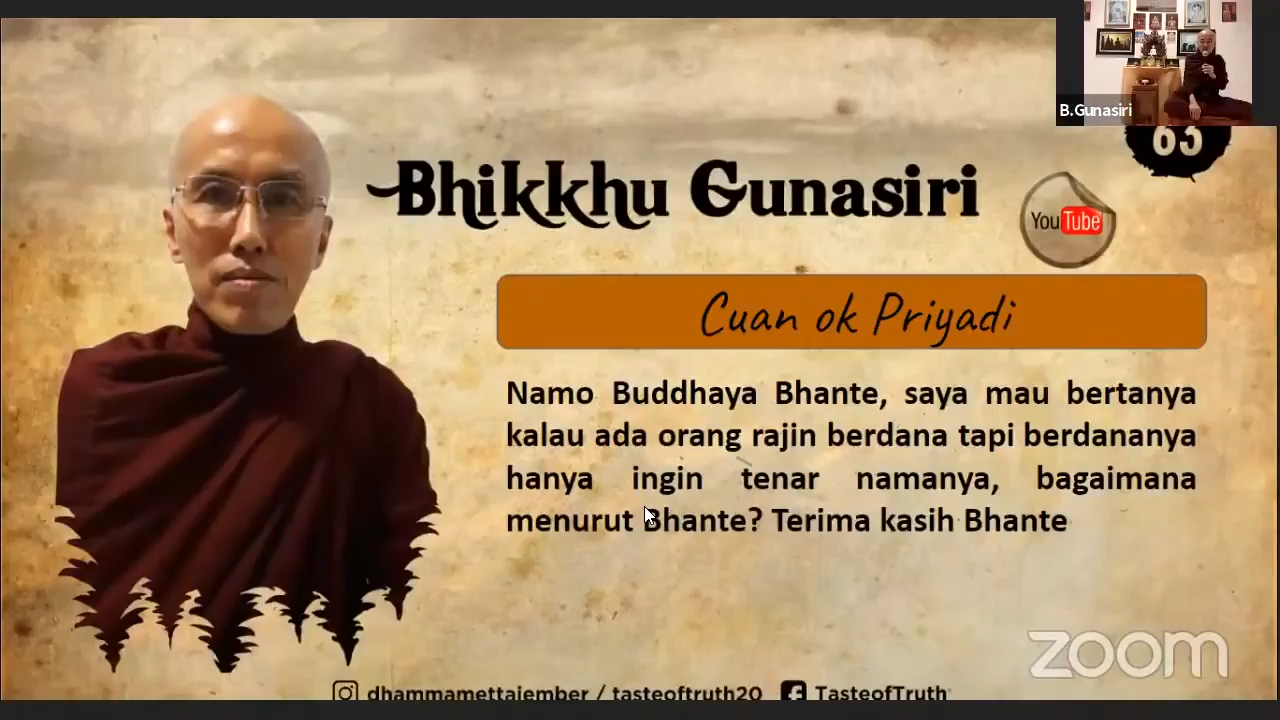 B.Gunasiri
Bhikkhu Gunasiri
YouTube
Cuan ok Priyadi
Namo Buddhaya Bhante, saya mau bertanya
kalau ada orang rajin berdana tapi berdananya
hanya ingin tenar namanya, bagaimana
menurut Bhante? Terima kasih Bhante
zoom
dhammamettajember / tasteoftruth20 TasteofTruth